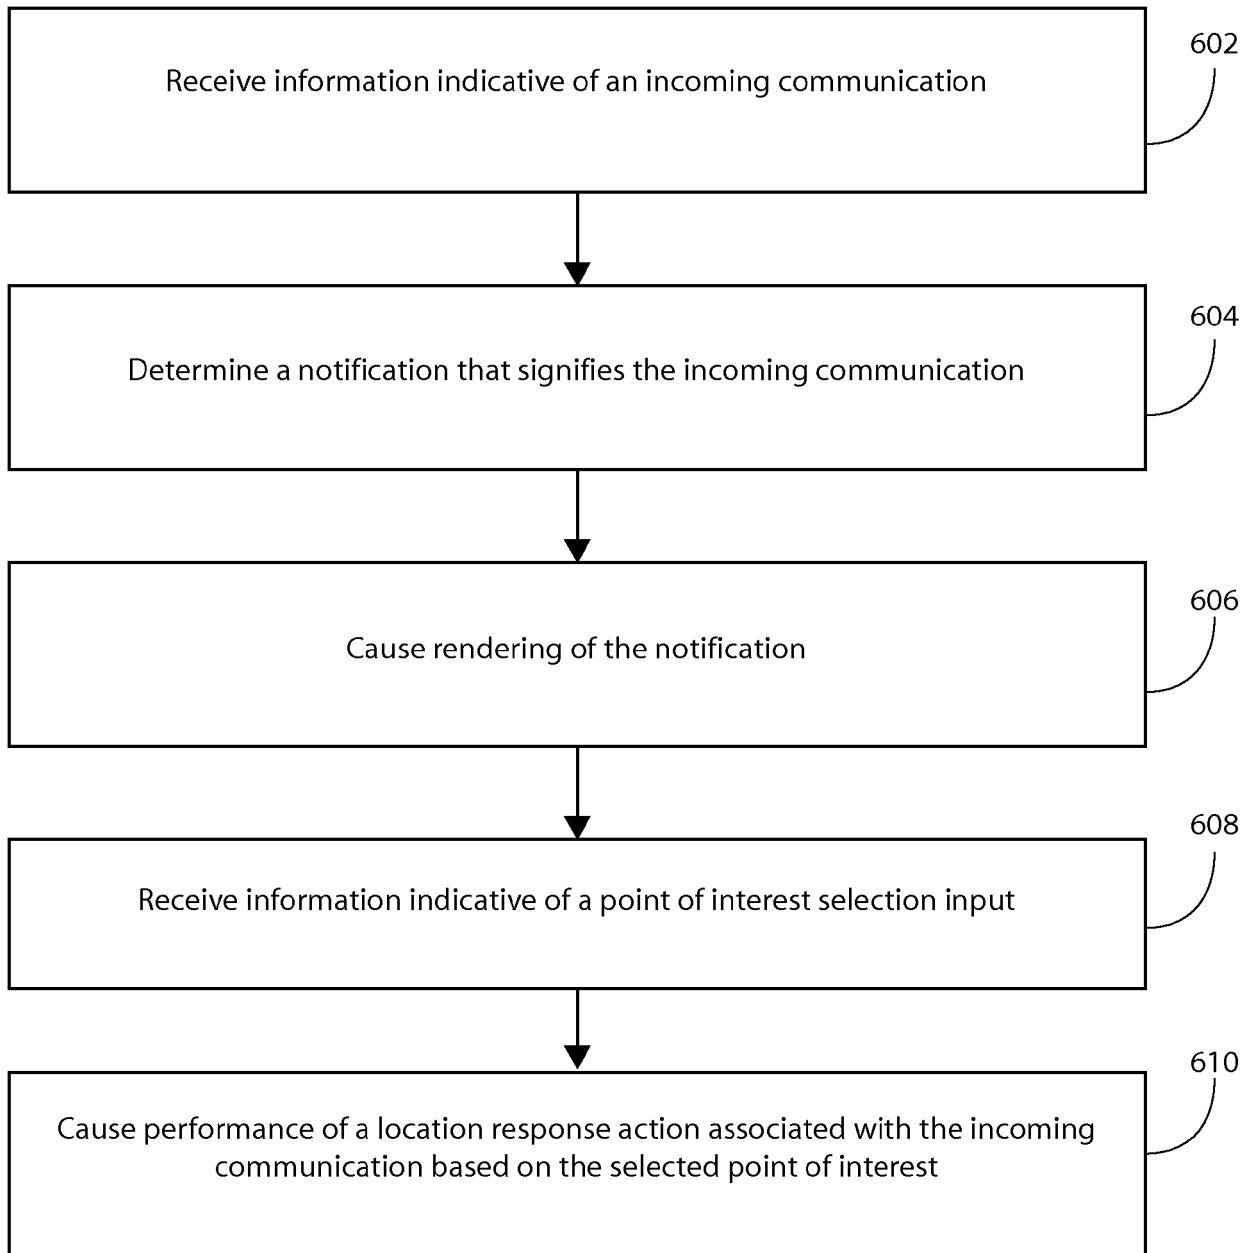 Receive information indicative of an incoming communication
602
Determine a notification that signifies the incoming communication
604
Cause rendering of the notification
606
Receive information indicative of a point of interest selection input
608
Cause performance of a location response action associated with the incoming
communication based on the selected point of interest
610